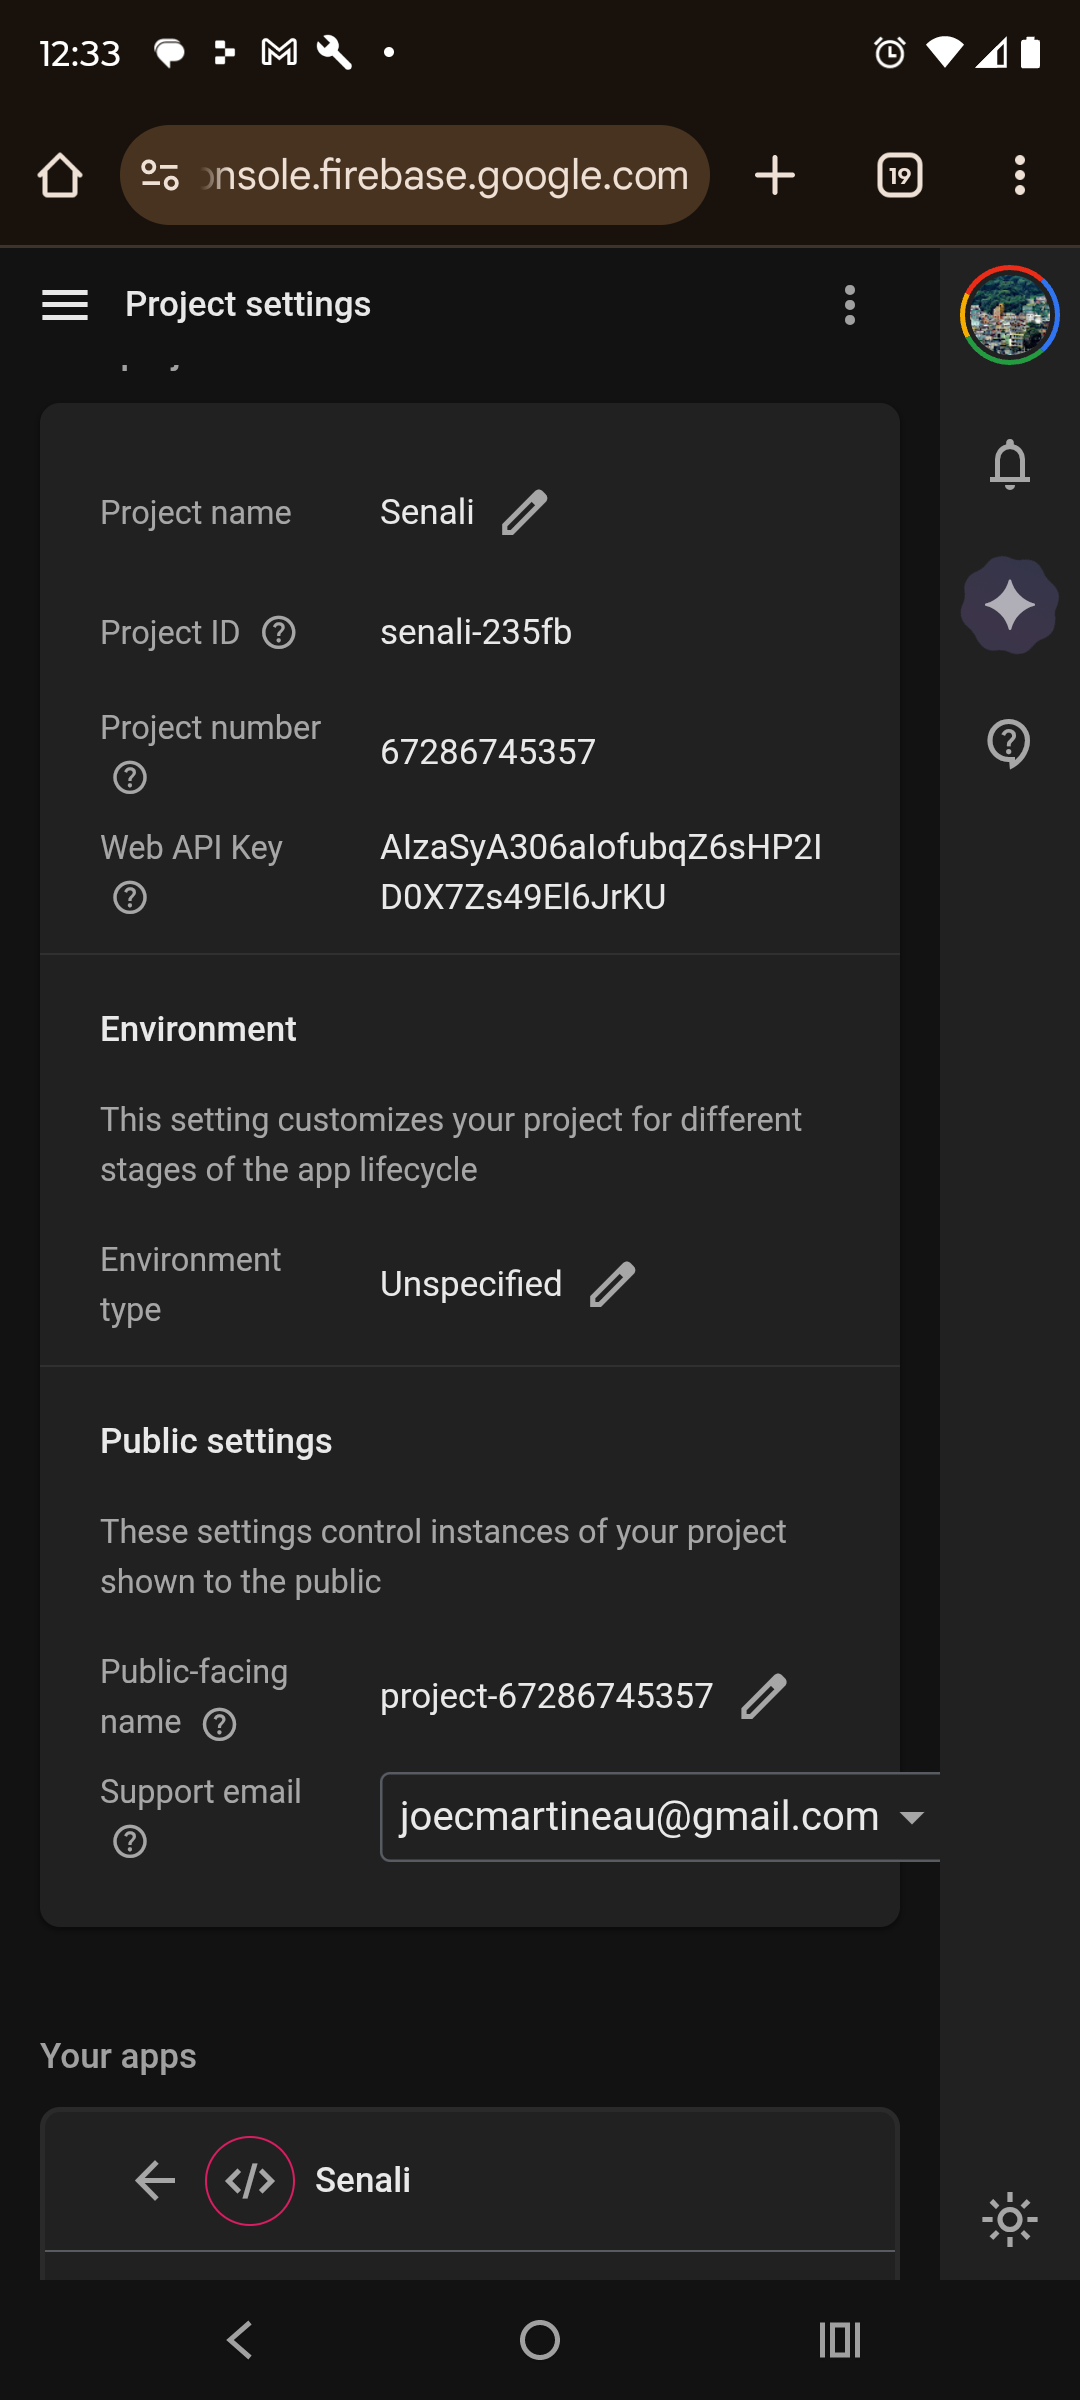 12:33
onsole.firebase.google.com
19
Project settings
Project name
Senali
Project ID
senali-235fb
Project number
67286745357
Web API Key
AIzaSyA306aIofubqZ6sHP2I
D0X7Zs49El6JrKU
Environment
This setting customizes your project for different
stages of the app lifecycle
Environment
type
Unspecified
Public settings
These settings control instances of your project
shown to the public
Public-facing
name
project-67286745357
Support email
joecmartineau@gmail.com
Your apps
Senali